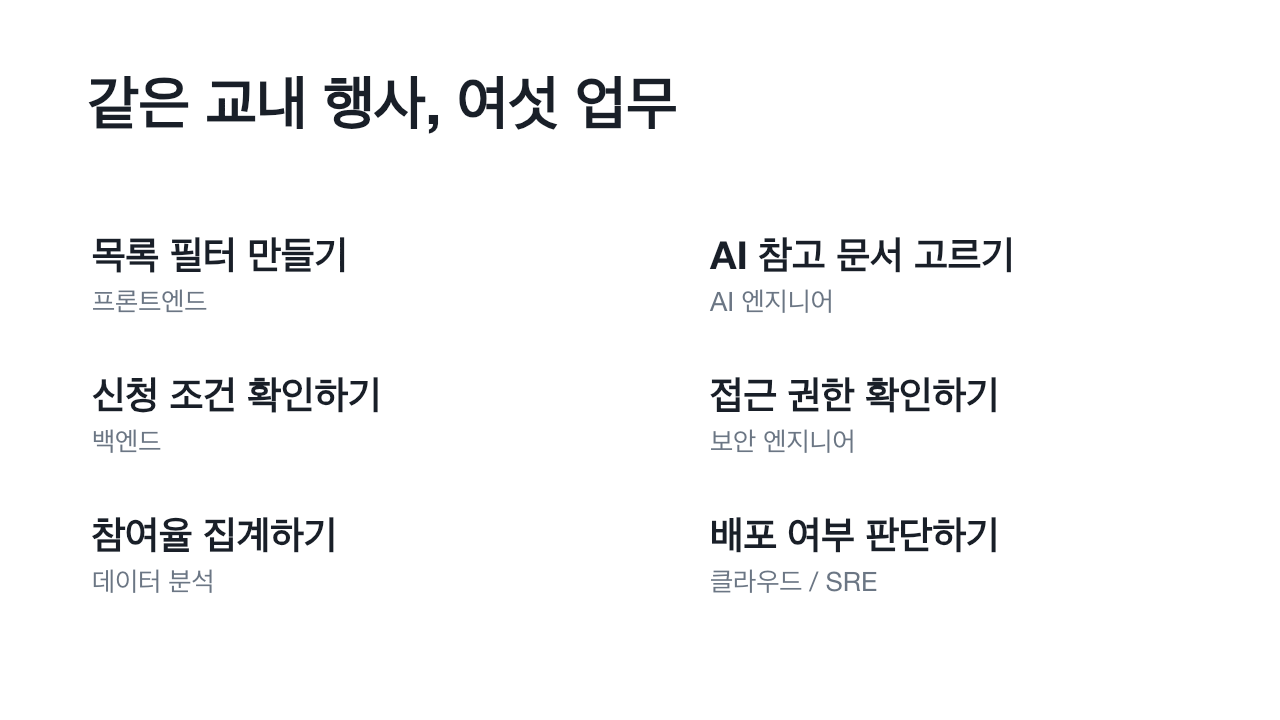 같은 교내 행사, 여섯 업무
목록 필터 만들기
프론트엔드
신청 조건 확인하기
백엔드
참여율 집계하기
데이터 분석
AI 참고 문서 고르기
AI 엔지니어
접근 권한 확인하기
보안 엔지니어
배포 여부 판단하기
클라우드 / SRE